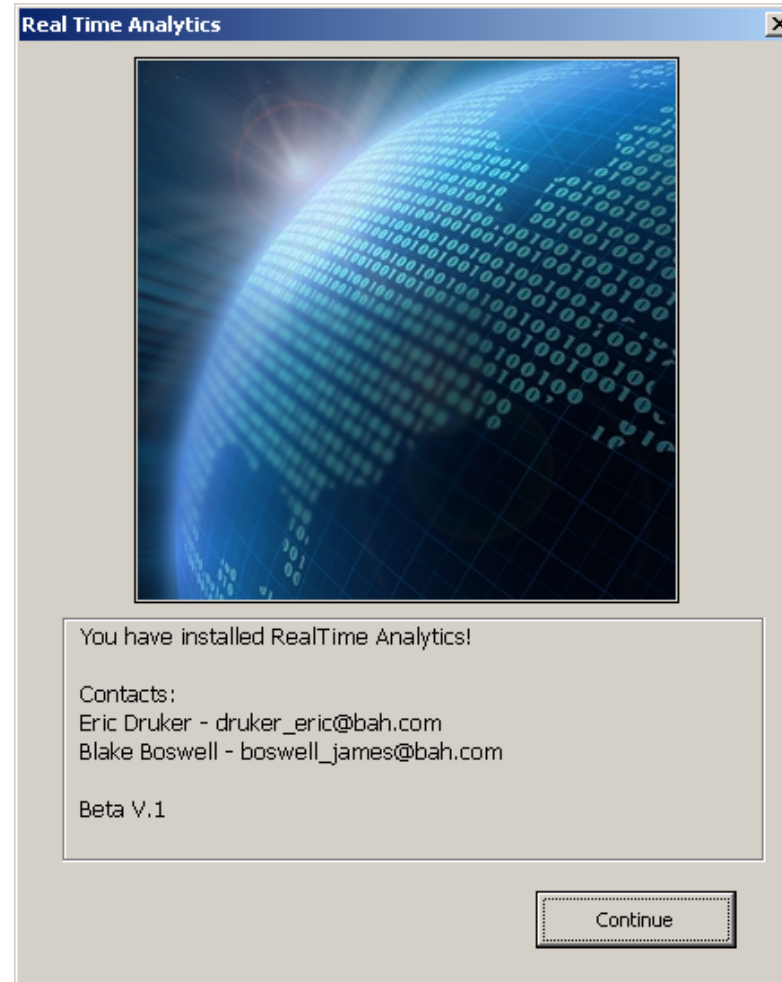 Real Time Analytics
You have installed RealTime Analytics!
Contacts:
Eric Druker - druker_eric@bah.com
Blake Boswell - boswell_james@bah.com
Beta V.1
Continue